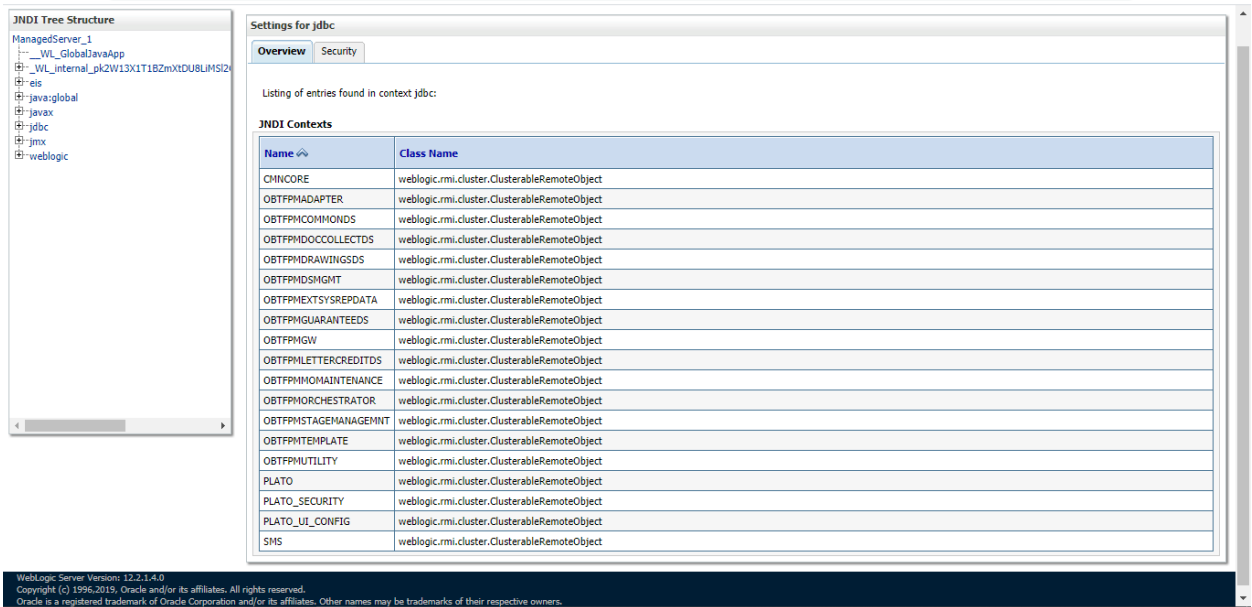 JNDI Tree Structure
ManagedServer_1
__WL_GlobalJavaApp
eis
java:global
javax
jdbc
jmx
weblogic
Settings for jdbc
Overview Security
Listing of entries found in context jdbc:
JNDI Contexts
Name Class Name
CMNCORE weblogic.rmi.cluster.ClusterableRemoteObject
OBTFPMADAPTER weblogic.rmi.cluster.ClusterableRemoteObject
OBTFPMCOMMONDS weblogic.rmi.cluster.ClusterableRemoteObject
OBTFPMDOCCOLLECTDS weblogic.rmi.cluster.ClusterableRemoteObject
OBTFPMDRAWINGSDS weblogic.rmi.cluster.ClusterableRemoteObject
OBTFPMDSMGMT weblogic.rmi.cluster.ClusterableRemoteObject
OBTFPMEXTSYSREPDATA weblogic.rmi.cluster.ClusterableRemoteObject
OBTFPMGUARANTEEDS weblogic.rmi.cluster.ClusterableRemoteObject
OBTFPMGW weblogic.rmi.cluster.ClusterableRemoteObject
OBTFPMLETTERCREDITDS weblogic.rmi.cluster.ClusterableRemoteObject
OBTFPMMOMAINTENANCE weblogic.rmi.cluster.ClusterableRemoteObject
OBTFPMORCHESTRATOR weblogic.rmi.cluster.ClusterableRemoteObject
OBTFPMSTAGEMANAGEMNT weblogic.rmi.cluster.ClusterableRemoteObject
OBTFPMTEMPLATE weblogic.rmi.cluster.ClusterableRemoteObject
OBTFPMUTILITY weblogic.rmi.cluster.ClusterableRemoteObject
PLATO weblogic.rmi.cluster.ClusterableRemoteObject
PLATO_SECURITY weblogic.rmi.cluster.ClusterableRemoteObject
PLATO_UI_CONFIG weblogic.rmi.cluster.ClusterableRemoteObject
SMS weblogic.rmi.cluster.ClusterableRemoteObject
WebLogic Server Version: 12.2.1.4.0
Copyright (c) 1996,2019, Oracle and/or its affiliates. All rights reserved.
Oracle is a registered trademark of Oracle Corporation and/or its affiliates. Other names may be trademarks of their respective owners.